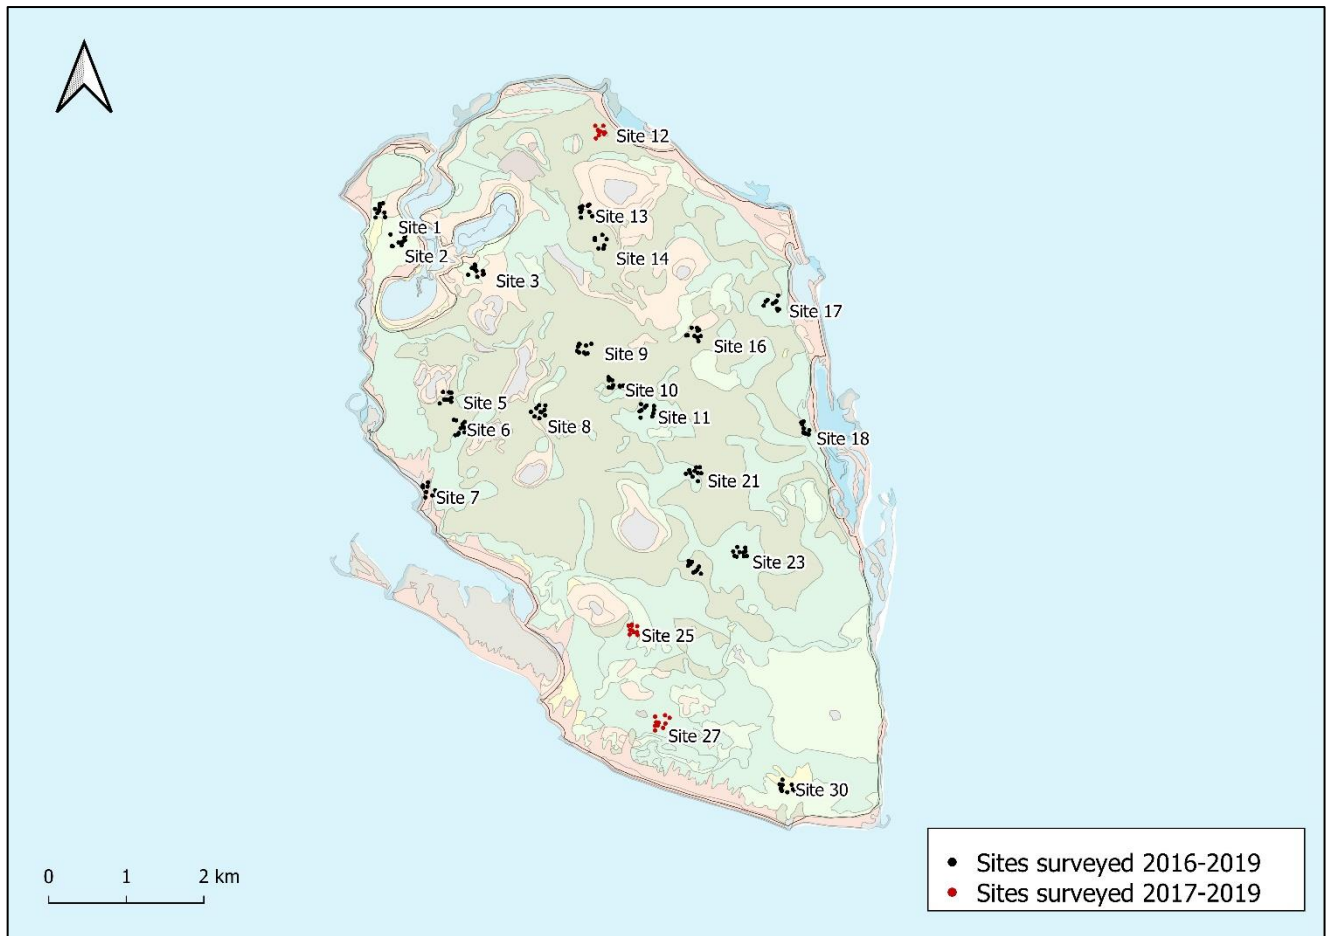 Site 12
Site 13
Site 1
Site 2
Site 14
Site 3
Site 17
Site 16
Site 9
Site 10
Site 5
Site 11
Site 8
Site 6
Site 18
Site 21
Site 7
Site 23
Site 25
Site 27
Site 30
0 1 2 km
Sites surveyed 2016-2019
Sites surveyed 2017-2019